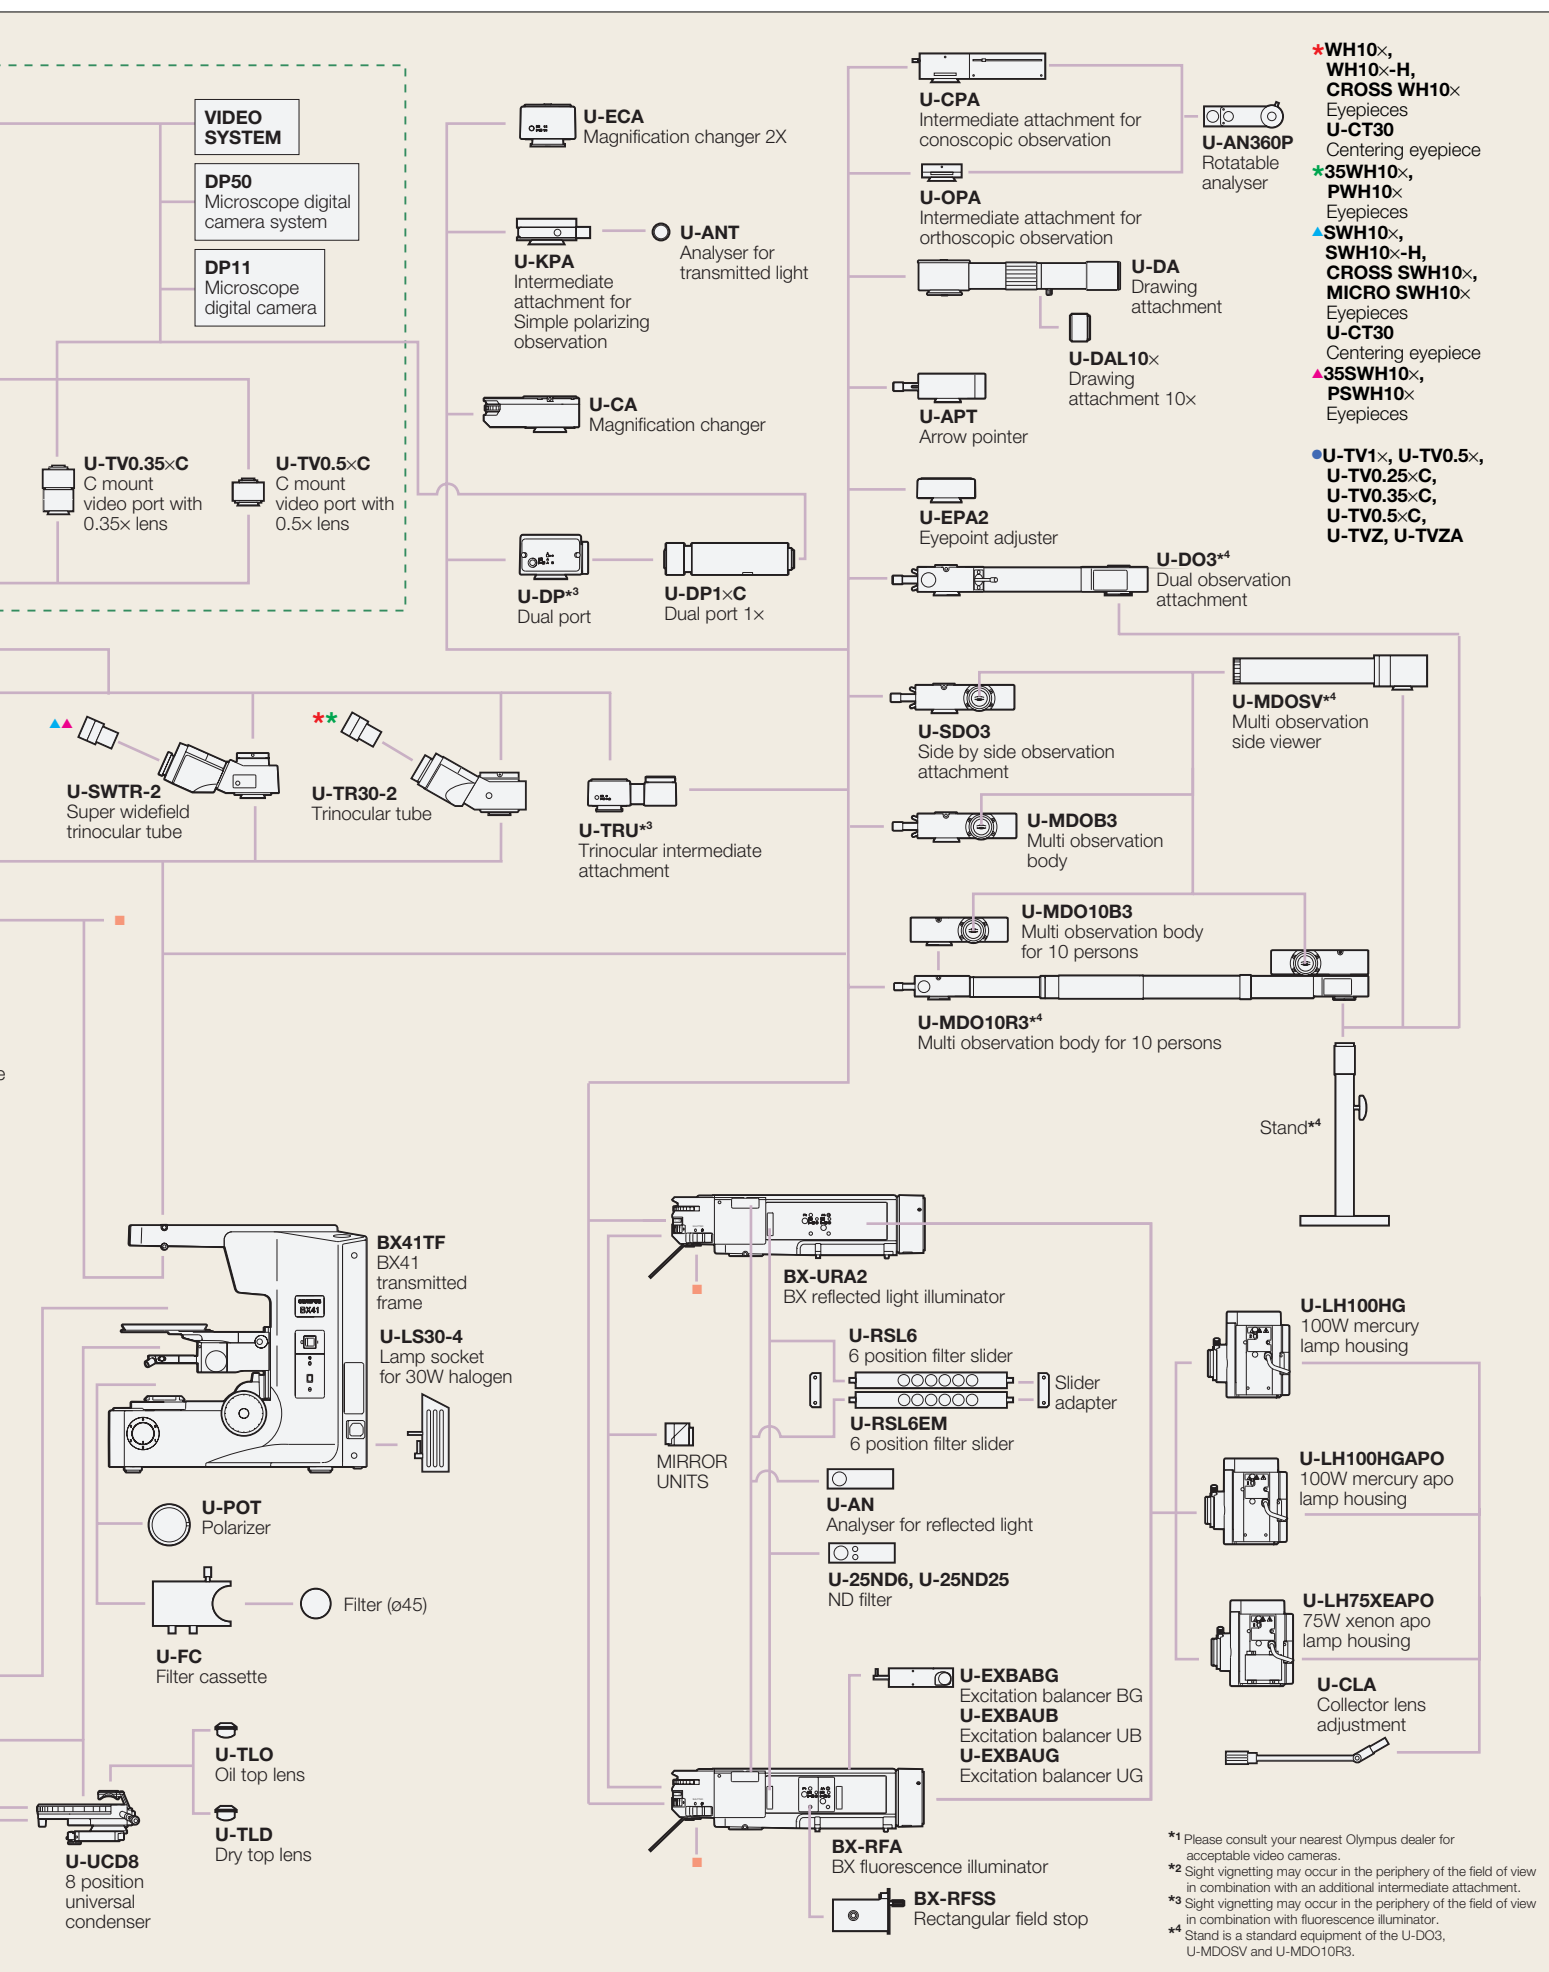 VIDEO
SYSTEM
DP50
Microscope digital
camera system
DP11
Microscope
digital camera
U-TV0.35×C
C mount
video port with
0.35× lens
U-TV0.5×C
C mount
video port with
0.5× lens
U-ECA
Magnification changer 2X
U-KPA
Intermediate
attachment for
Simple polarizing
observation
U-ANT
Analyser for
transmitted light
U-CA
Magnification changer
U-DP*3
Dual port
U-DP1×C
Dual port 1×
U-CPA
Intermediate attachment for
conoscopic observation
U-AN360P
Rotatable
analyser
U-OPA
Intermediate attachment for
orthoscopic observation
U-DA
Drawing
attachment
U-DAL10×
Drawing
attachment 10×
U-APT
Arrow pointer
U-EPA2
Eyepoint adjuster
U-DO3*4
Dual observation
attachment
*WH10×,
WH10×-H,
CROSS WH10×
Eyepieces
U-CT30
Centering eyepiece
*35WH10×,
PWH10×
Eyepieces
▲SWH10×,
SWH10×-H,
CROSS SWH10×,
MICRO SWH10×
Eyepieces
U-CT30
Centering eyepiece
▲35SWH10×,
PSWH10×
Eyepieces
●U-TV1×, U-TV0.5×,
U-TV0.25×C,
U-TV0.35×C,
U-TV0.5×C,
U-TVZ, U-TVZA
▲▲
U-SWTR-2
Super widefield
trinocular tube
**
U-TR30-2
Trinocular tube
U-TRU*3
Trinocular intermediate
attachment
U-SDO3
Side by side observation
attachment
U-MDOSV*4
Multi observation
side viewer
U-MDOB3
Multi observation
body
U-MDO10B3
Multi observation body
for 10 persons
U-MDO10R3*4
Multi observation body for 10 persons
e
Stand*4
BX41TF
BX41
transmitted
frame
BX41
U-LS30-4
Lamp socket
for 30W halogen
U-POT
Polarizer
Filter (ø45)
U-FC
Filter cassette
U-TLO
Oil top lens
U-TLD
Dry top lens
U-UCD8
8 position
universal
condenser
BX-URA2
BX reflected light illuminator
U-RSL6
6 position filter slider
Slider
adapter
U-RSL6EM
6 position filter slider
MIRROR
UNITS
U-AN
Analyser for reflected light
U-25ND6, U-25ND25
ND filter
U-EXBABG
Excitation balancer BG
U-EXBAUB
Excitation balancer UB
U-EXBAUG
Excitation balancer UG
BX-RFA
BX fluorescence illuminator
BX-RFSS
Rectangular field stop
U-LH100HG
100W mercury
lamp housing
U-LH100HGAPO
100W mercury apo
lamp housing
U-LH75XEAPO
75W xenon apo
lamp housing
U-CLA
Collector lens
adjustment
*1 Please consult your nearest Olympus dealer for
acceptable video cameras.
*2 Sight vignetting may occur in the periphery of the field of view
in combination with an additional intermediate attachment.
*3 Sight vignetting may occur in the periphery of the field of view
in combination with fluorescence illuminator.
*4 Stand is a standard equipment of the U-DO3,
U-MDOSV and U-MDO10R3.